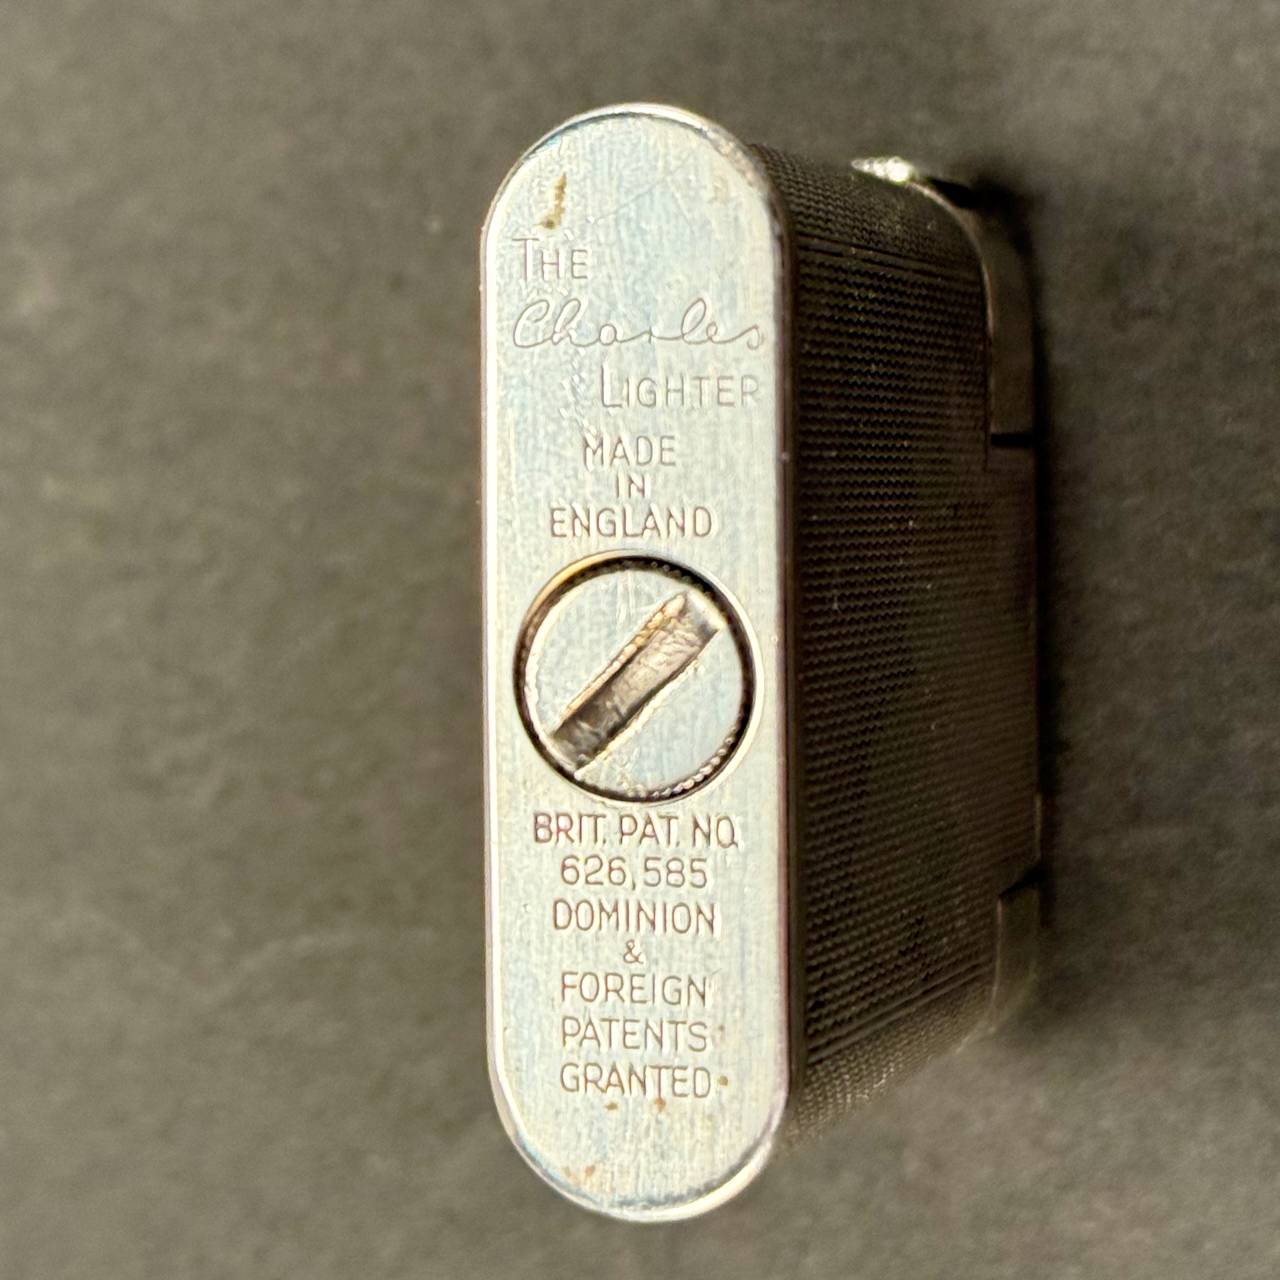 THE
Charles
LIGHTER
MADE
IN
ENGLAND
BRIT. PAT. NO.
626,585
DOMINION
&
FOREIGN
PATENTS
GRANTED